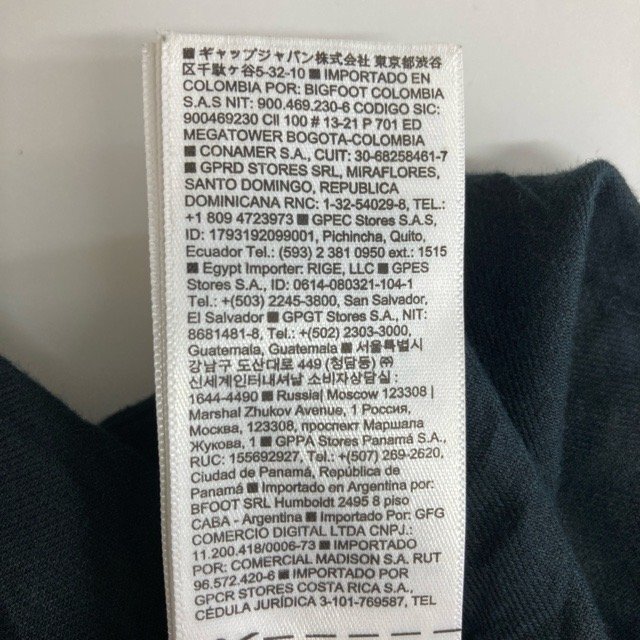 ■ ギャップジャパン株式会社 東京都渋谷
区千駄ヶ谷5-32-10 ■ IMPORTADO EN
COLOMBIA POR: BIGFOOT COLOMBIA
S.A.S NIT: 900.469.230-6 CODIGO SIC:
900469230 Cll 100 # 13-21 P 701 ED
MEGATOWER BOGOTA-COLOMBIA
■ CONAMER S.A., CUIT: 30-68258461-7
■ GPRD STORES SRL, MIRAFLORES,
SANTO DOMINGO, REPUBLICA
DOMINICANA RNC: 1-32-54029-8, TEL:
+1 809 4723973 ■ GPEC Stores S.A.S,
ID: 1793192099001, Pichincha, Quito,
Ecuador Tel.: (593) 2 381 0950 ext.: 1515
■ Egypt Importer: RIGE, LLC ■ GPES
Stores S.A., ID: 0614-080321-104-1
Tel.: +(503) 2245-3800, San Salvador,
El Salvador ■ GPGT Stores S.A., NIT:
8681481-8, Tel.: +(502) 2303-3000,
Guatemala, Guatemala ■ 서울특별시
강남구 도산대로 449 (청담동) ㈜
신세계인터내셔날 소비자상담실:
1644-4490 ■ Russia| Moscow 123308|
Marshal Zhukov Avenue, 1 Россия,
Москва, 123308, проспект Маршала
Жукова, 1 ■ GPPA Stores Panamá S.A.,
RUC: 155692927, Tel.: +(507) 269-2620,
Ciudad de Panamá, República de
Panamá ■ Importado en Argentina por:
BFOOT SRL Humboldt 2495 8 piso
CABA - Argentina ■ Importado Por: GFG
COMERCIO DIGITAL LTDA CNPJ.:
11.200.418/0006-73 ■ IMPORTADO
POR: COMERCIAL MADISON S.A. RUT
96.572.420-6 ■ IMPORTADO POR
GPCR STORES COSTA RICA S.A.,
CÉDULA JURÍDICA 3-101-769587, TEL